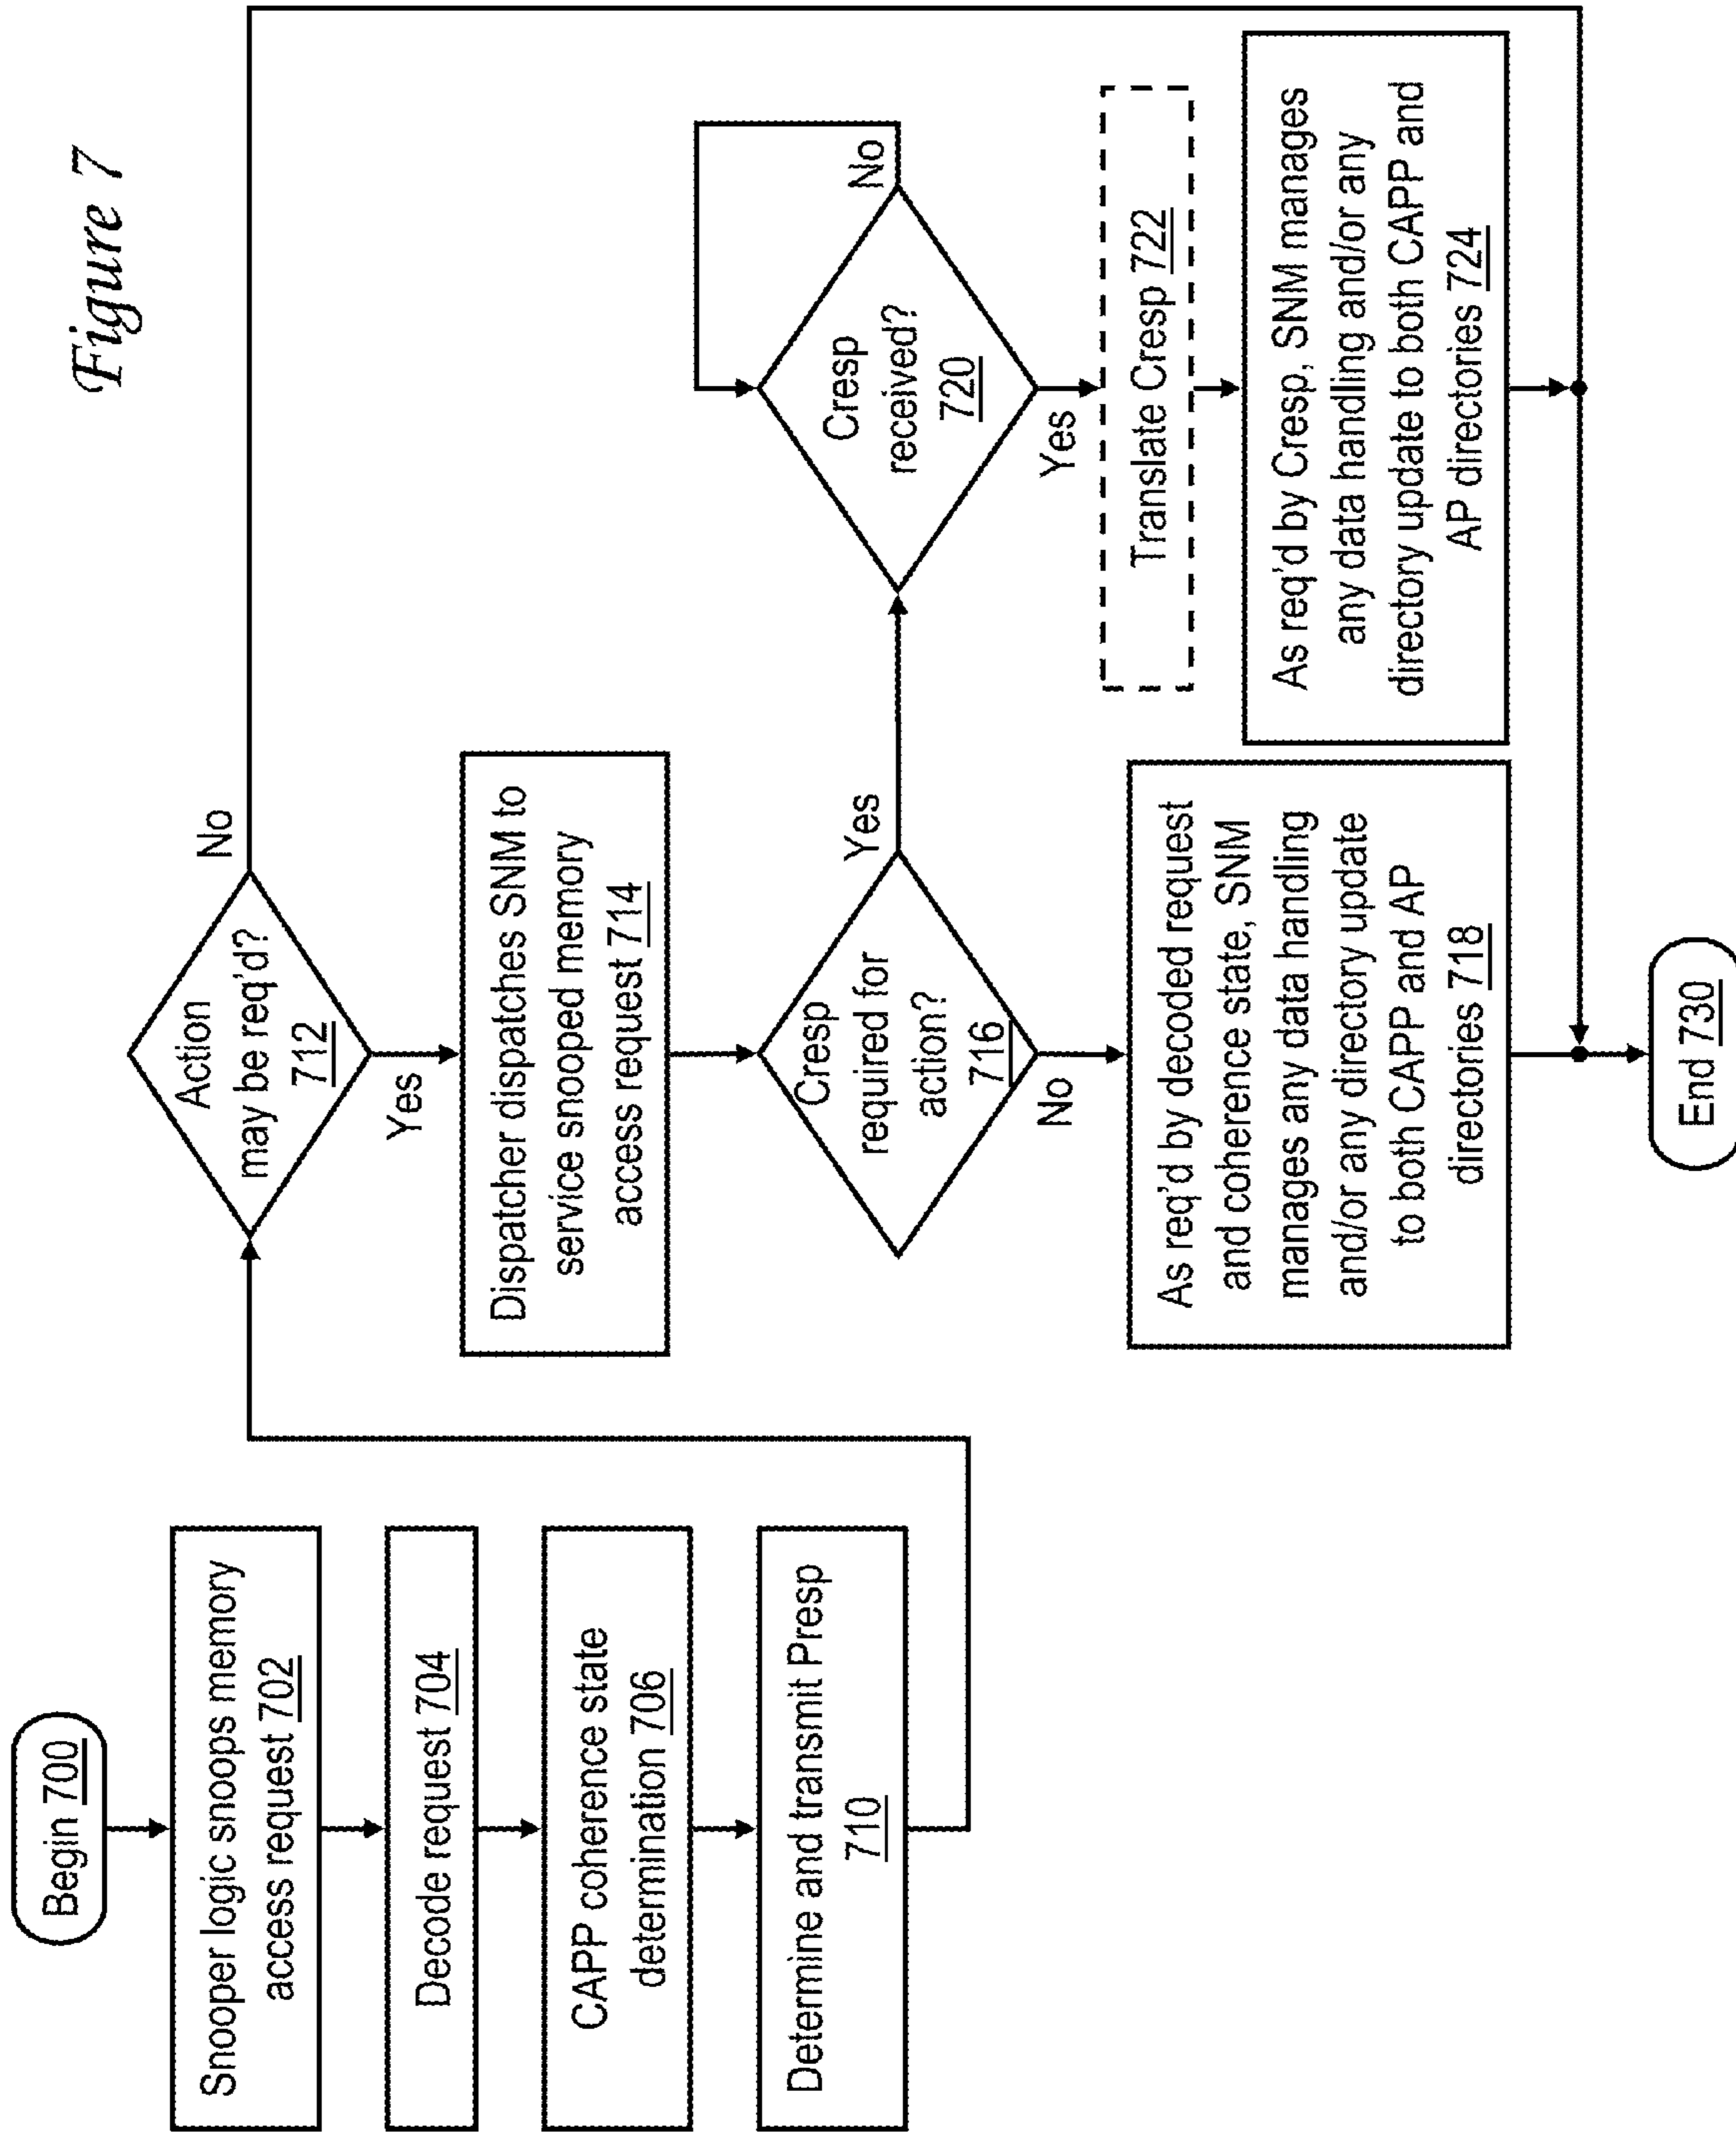 Figure 7
Begin 700
Snooper logic snoops memory
access request 702
Decode request 704
CAPP coherence state
determination 706
Determine and transmit Presp
710
Action
may be req'd?
712
No
Yes
Dispatcher dispatches SNM to
service snooped memory
access request 714
Cresp
required for
action?
716
Yes
No
As req'd by decoded request
and coherence state, SNM
manages any data handling
and/or any directory update
to both CAPP and AP
directories 718
Cresp
received?
720
No
Yes
Translate Cresp 722
As req'd by Cresp, SNM manages
any data handling and/or any
directory update to both CAPP and
AP directories 724
End 730